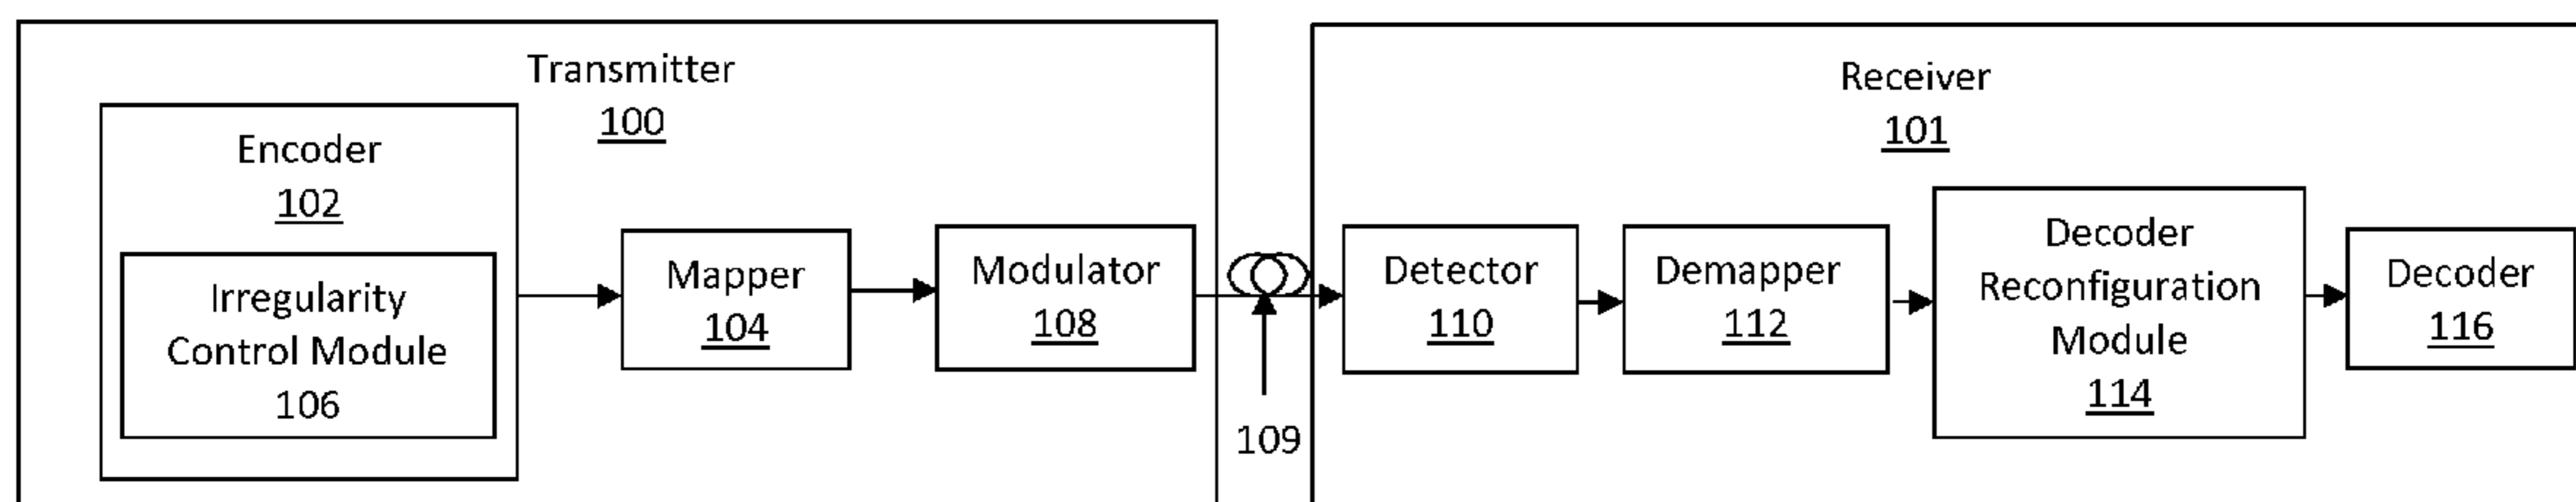 Transmitter
100
Encoder
102
Irregularity
Control Module
106
Mapper
104
Modulator
108
109
Receiver
101
Detector
110
Demapper
112
Decoder
Reconfiguration
Module
114
Decoder
116